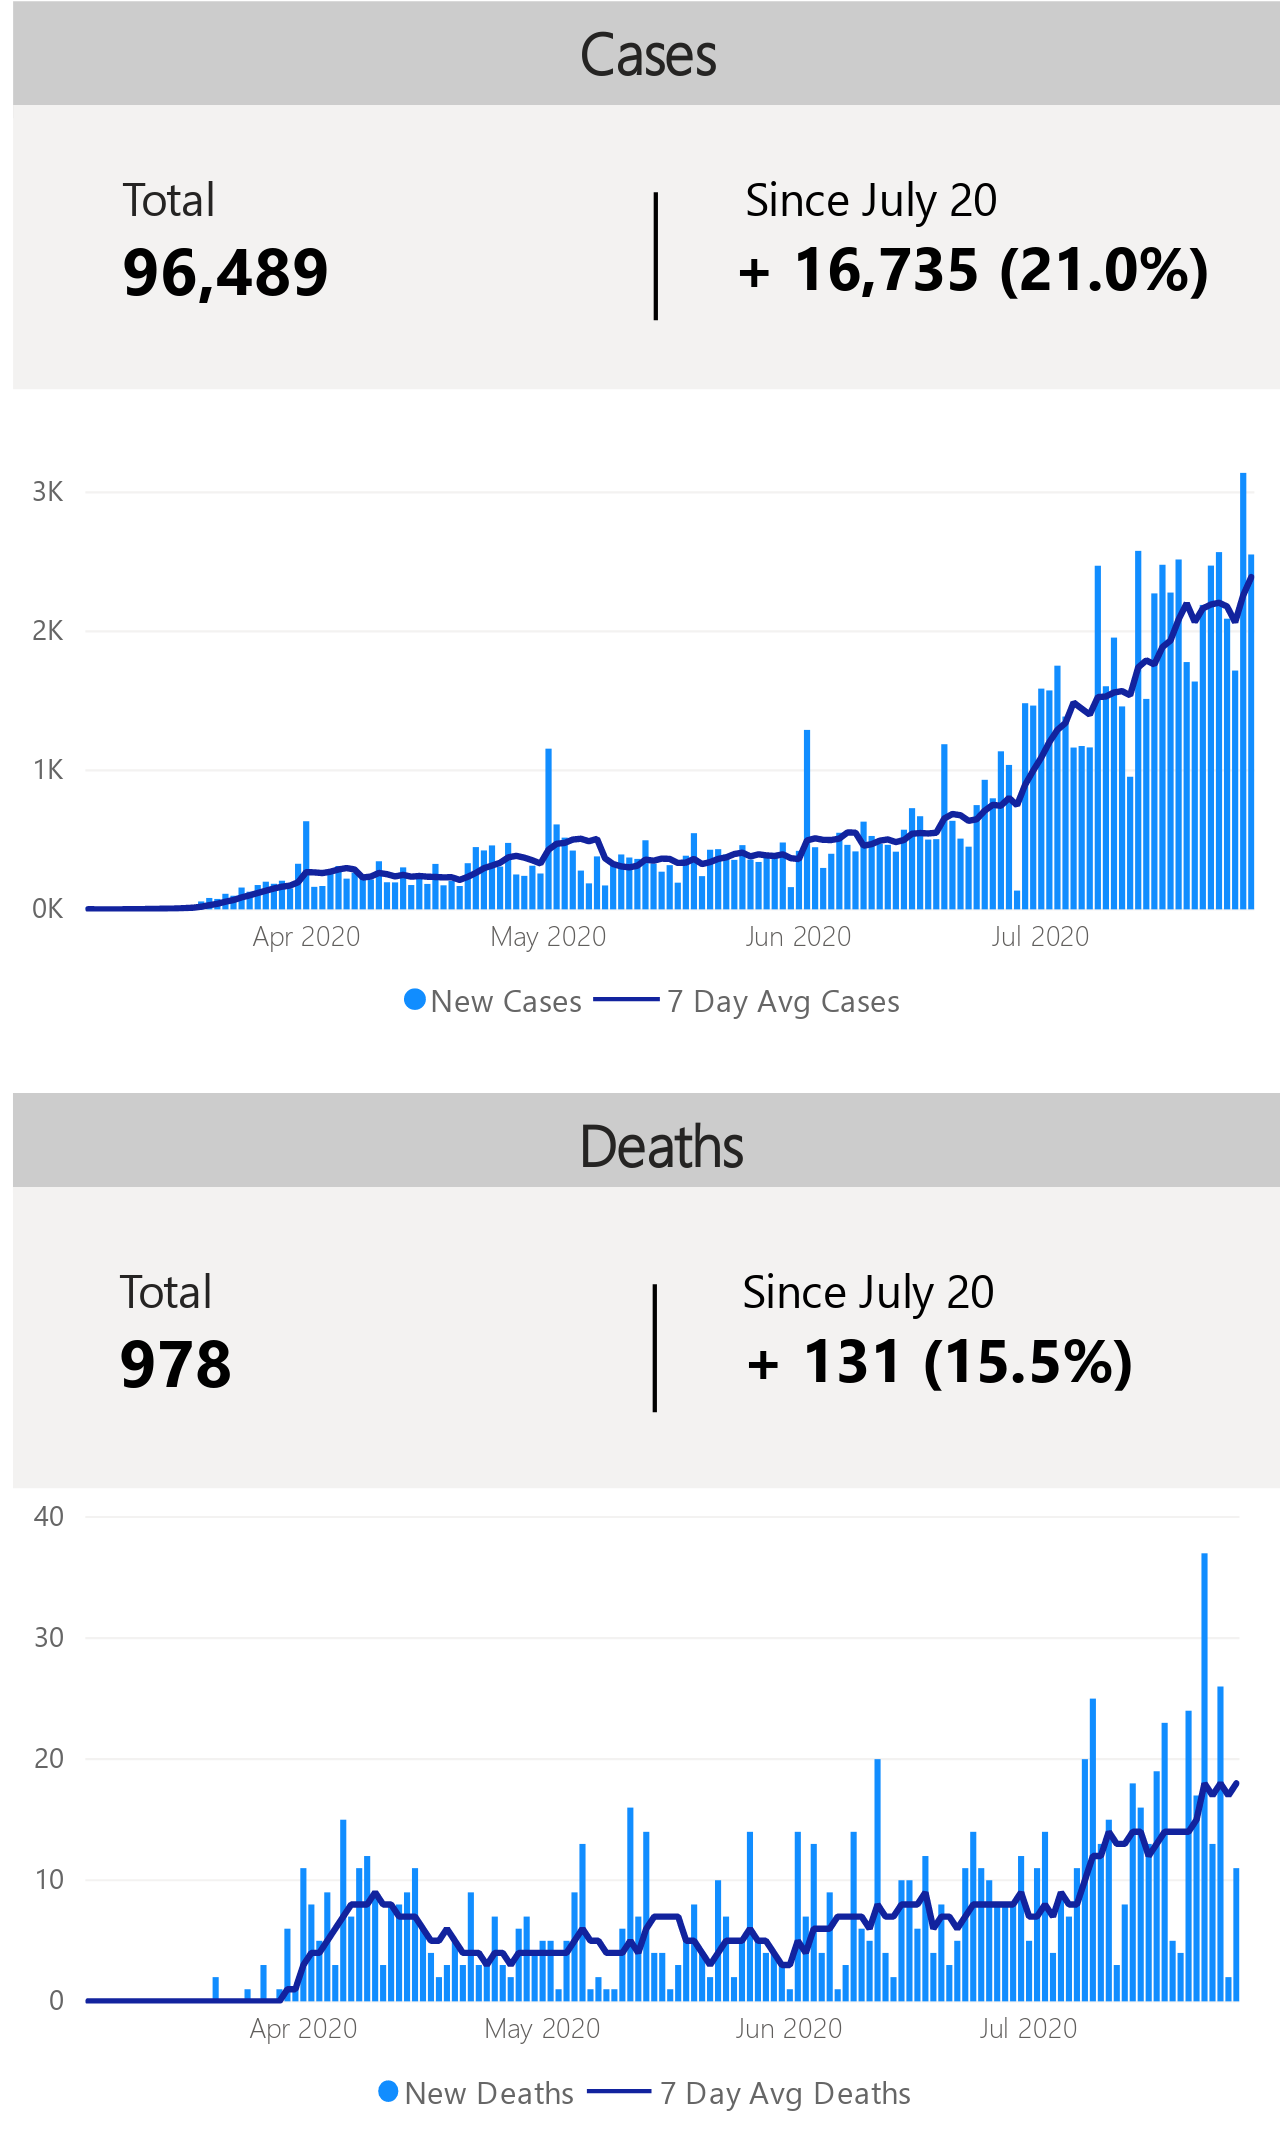 Cases
Total
Since July 20
96,489
+ 16,735 (21.0%)
3K
2K
1K
0K
Apr 2020
May 2020
Jun 2020
Jul 2020
New Cases
7 Day Avg Cases
Deaths
Total
Since July 20
978
+ 131 (15.5%)
40
30
20
10
0
Apr 2020
May 2020
Jun 2020
Jul 2020
New Deaths
7 Day Avg Deaths